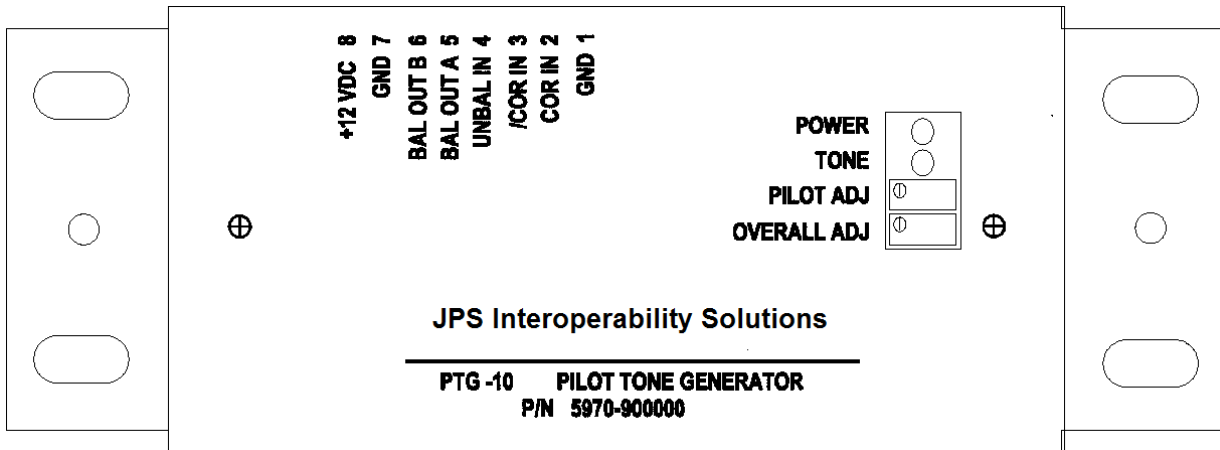 +12 VDC 8
GND 7
BAL OUT B 6
BAL OUT A 5
UNBAL IN 4
/COR IN 3
COR IN 2
GND 1
POWER
TONE
PILOT ADJ
OVERALL ADJ
JPS Interoperability Solutions
PTG -10 PILOT TONE GENERATOR
P/N 5970-900000